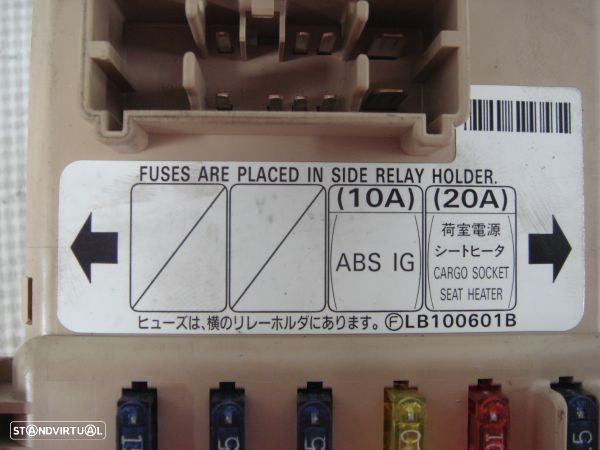 FUSES ARE PLACED IN SIDE RELAY HOLDER.
(10A) (20A)
ABS IG
荷室電源
シートヒータ
CARGO SOCKET
SEAT HEATER
ヒューズは、横のリレーホルダにあります。 ⒻLB100601B
STANDVIRTUAL